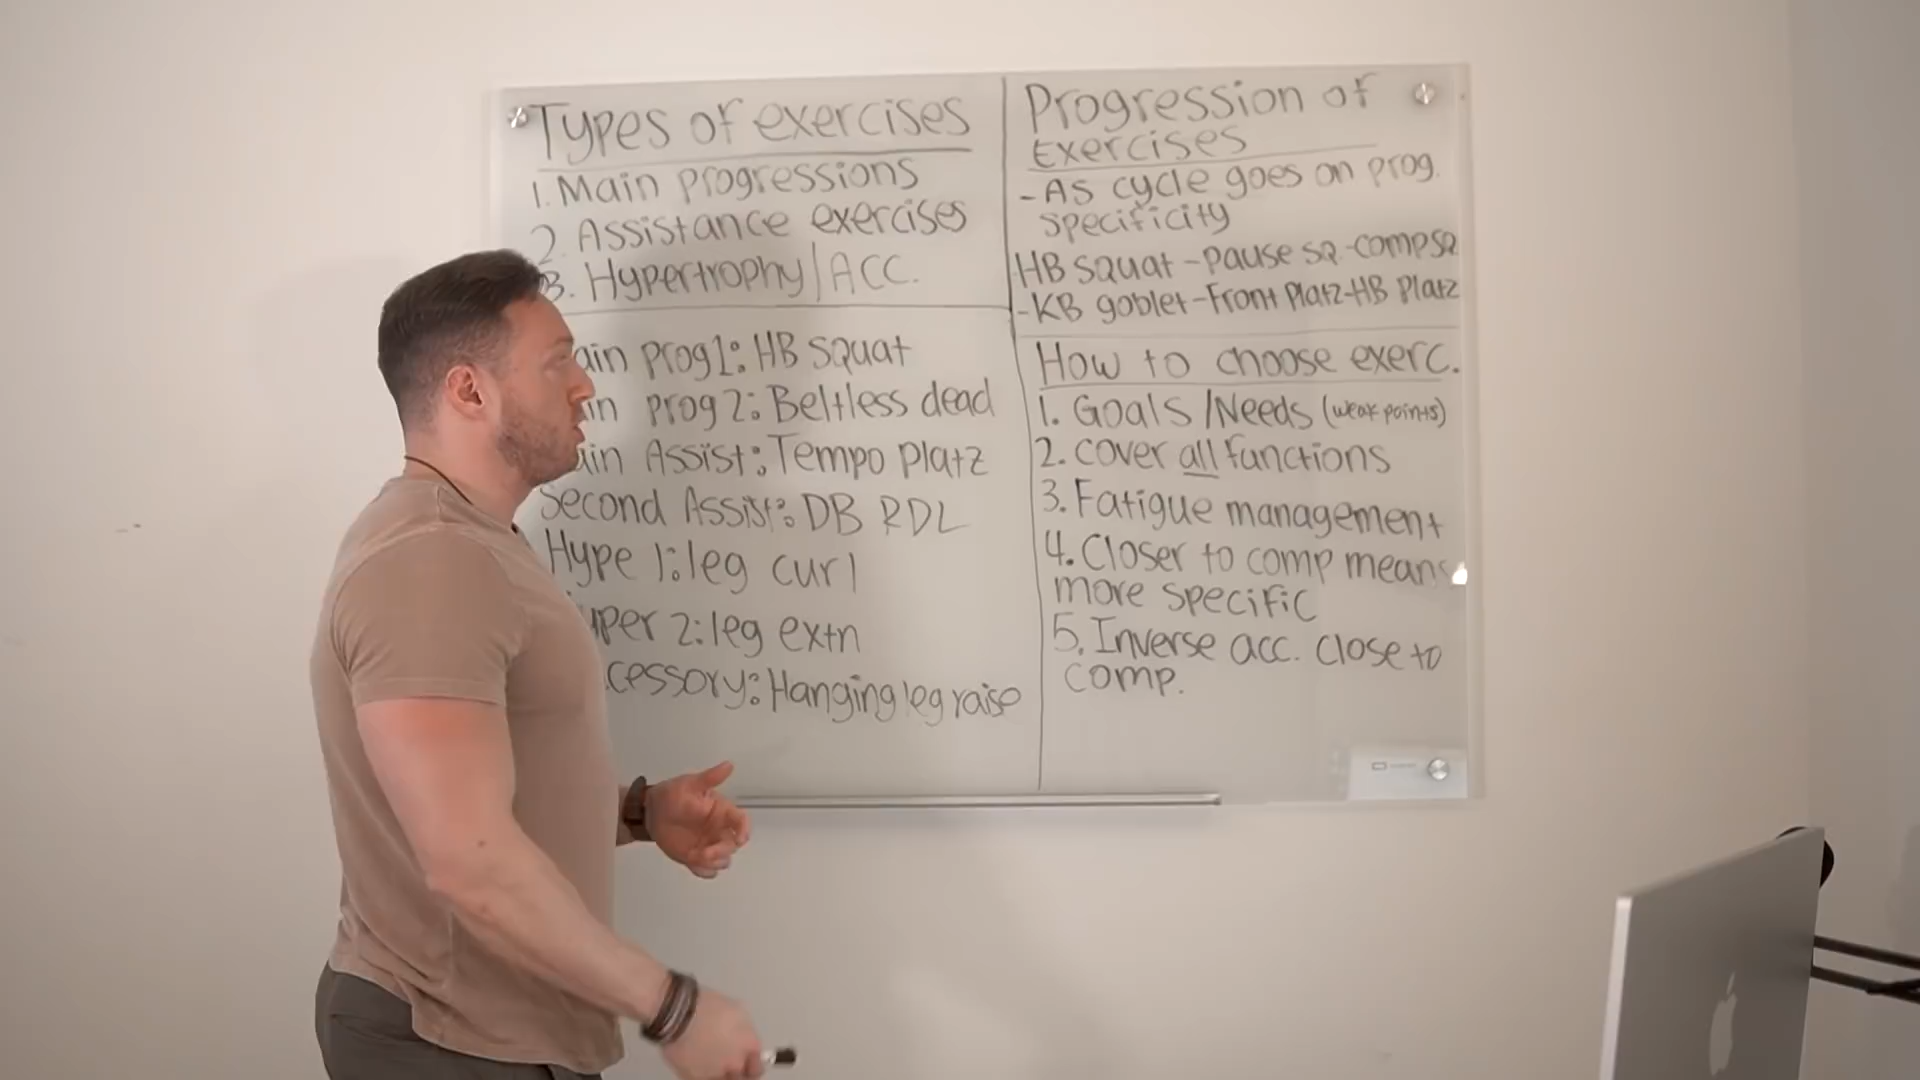 Types of exercises
1. Main progressions
2. Assistance exercises
3. Hypertrophy/ACC.
ain prog1: HB squat
in prog 2: Beltless dead
ain Assist: Tempo Platz
Second Assist: DB RDL
Hype 1: leg curl
per 2: leg extn
cessory: Hanging leg raise
Progression of
Exercises
- As cycle goes on prog.
specificity
HB squat - pause sq - comp sq
- KB goblet - Front Platz - HB Platz
How to choose exerc.
1. Goals/Needs (weak points)
2. cover all functions
3. Fatigue management
4. Closer to comp means
more specific
5. Inverse acc. close to
comp.